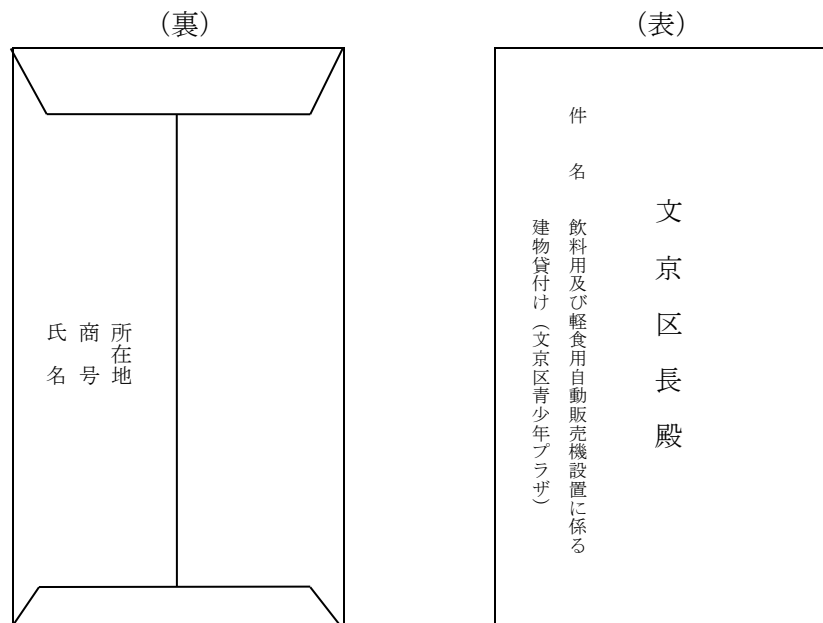 (裏)
所在地
商号
氏名
(表)
文京区長殿
件名 飲料用及び軽食用自動販売機設置に係る
建物貸付け(文京区青少年プラザ)